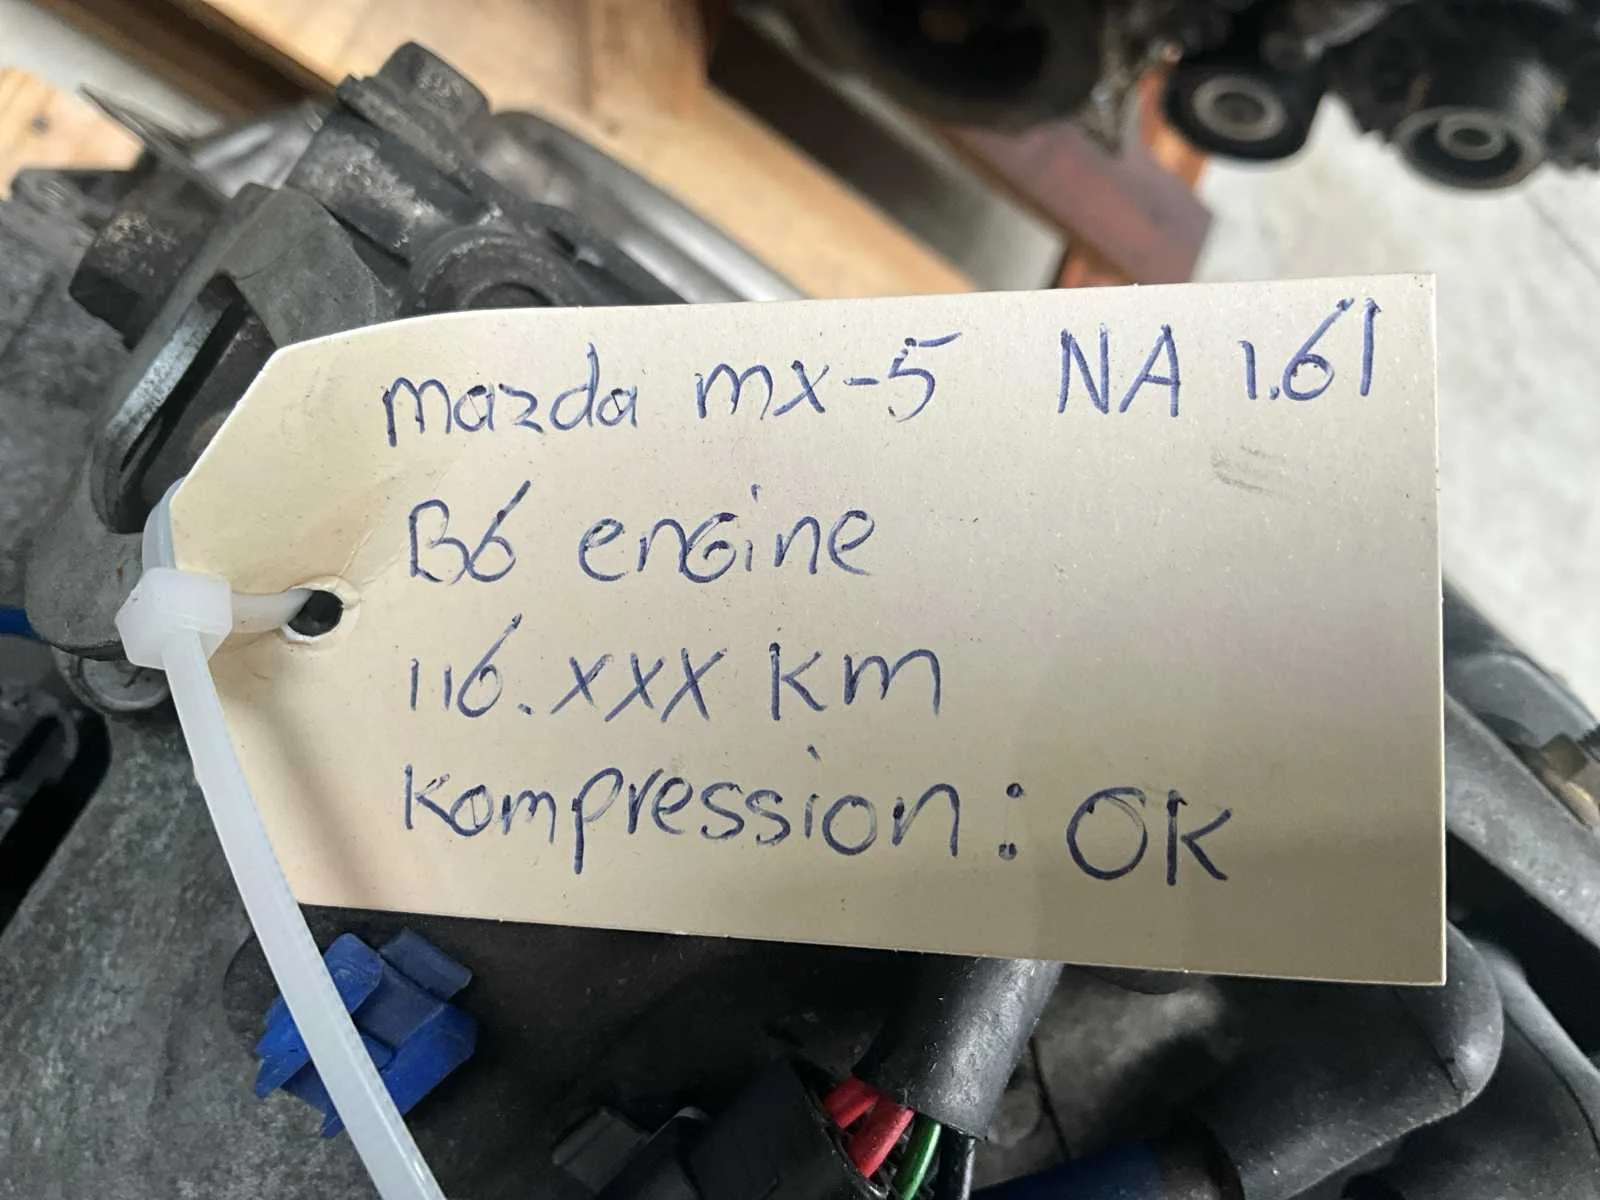 mazda mx-5 NA 1.6l
B6 engine
116.xxx km
kompression: OK